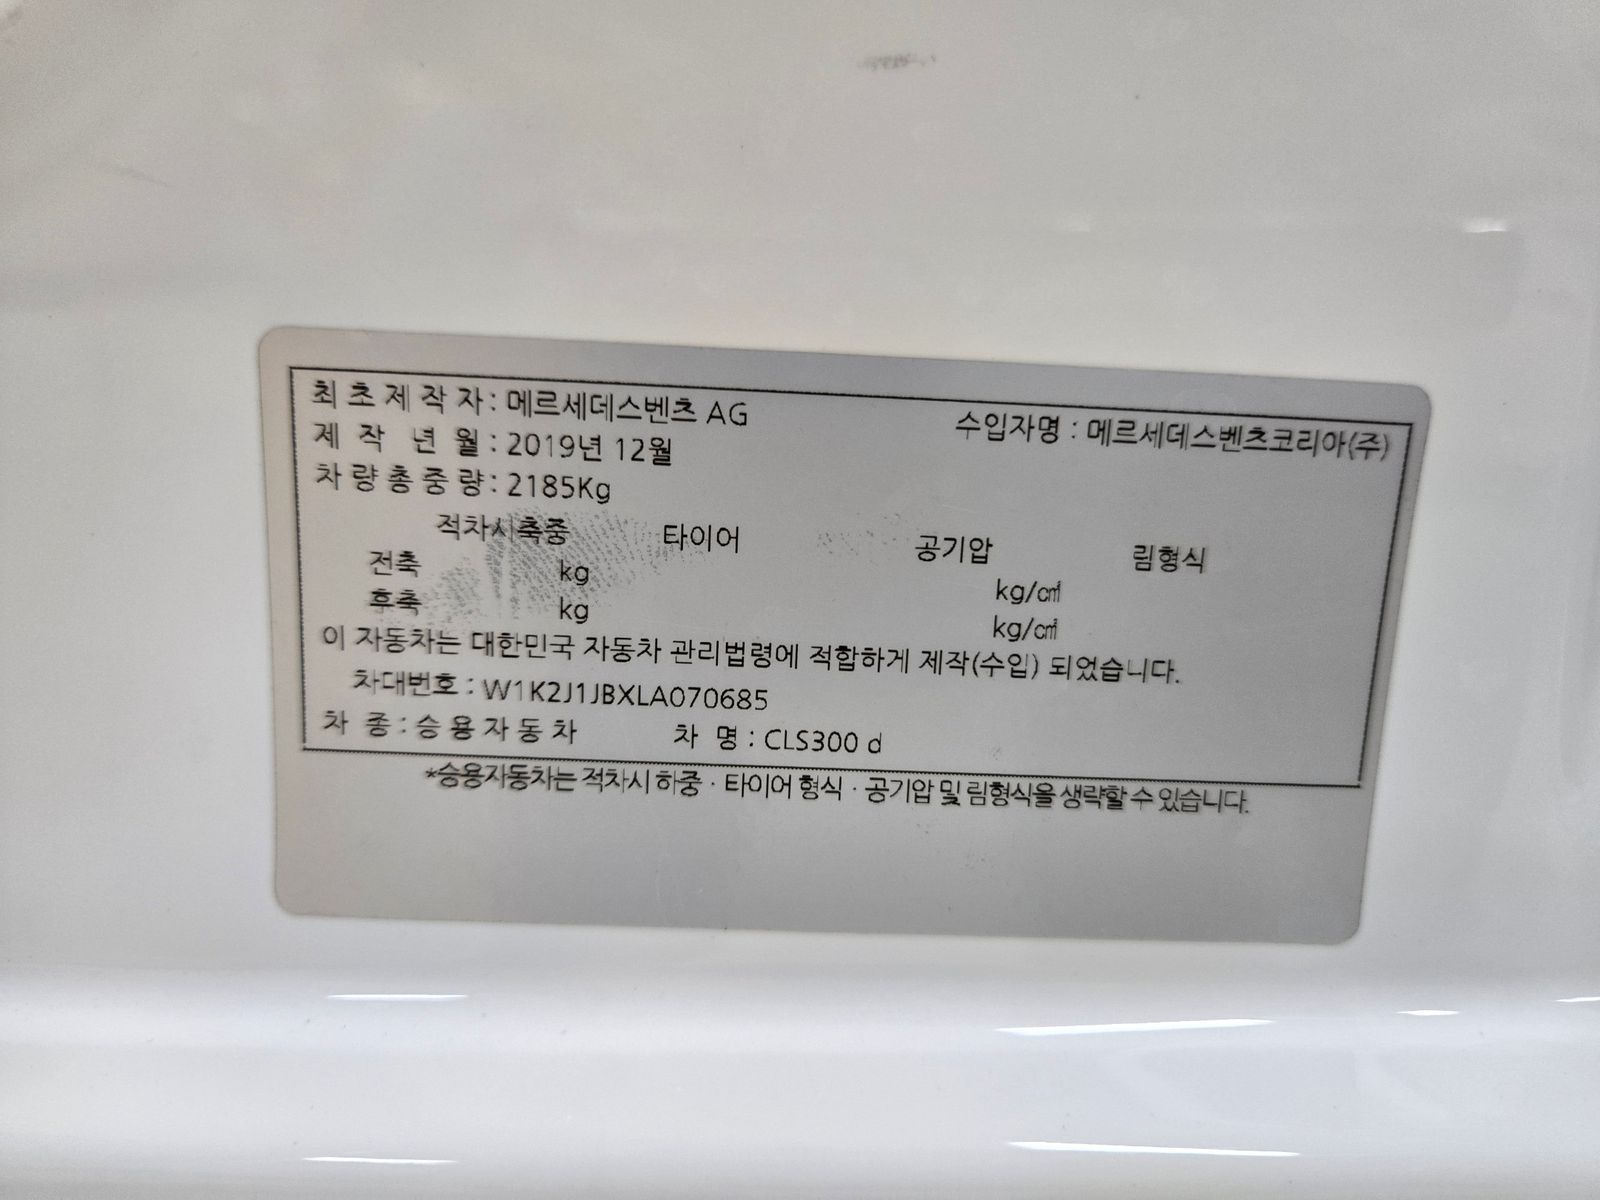 최초제작자: 메르세데스벤츠 AG 수입자명 : 메르세데스벤츠코리아(주)
제 작 년 월 : 2019년 12월
차량총중량: 2185Kg
적차시축중 타이어 공기압 림형식
전축 kg kg/㎠
후축 kg kg/㎠
이 자동차는 대한민국 자동차 관리법령에 적합하게 제작(수입) 되었습니다.
차대번호 : W1K2J1JBXLA070685
차 종 : 승용자동차 차 명 : CLS300 d
*승용자동차는 적차시 하중 · 타이어 형식 · 공기압 및 림형식을 생략할 수 있습니다.